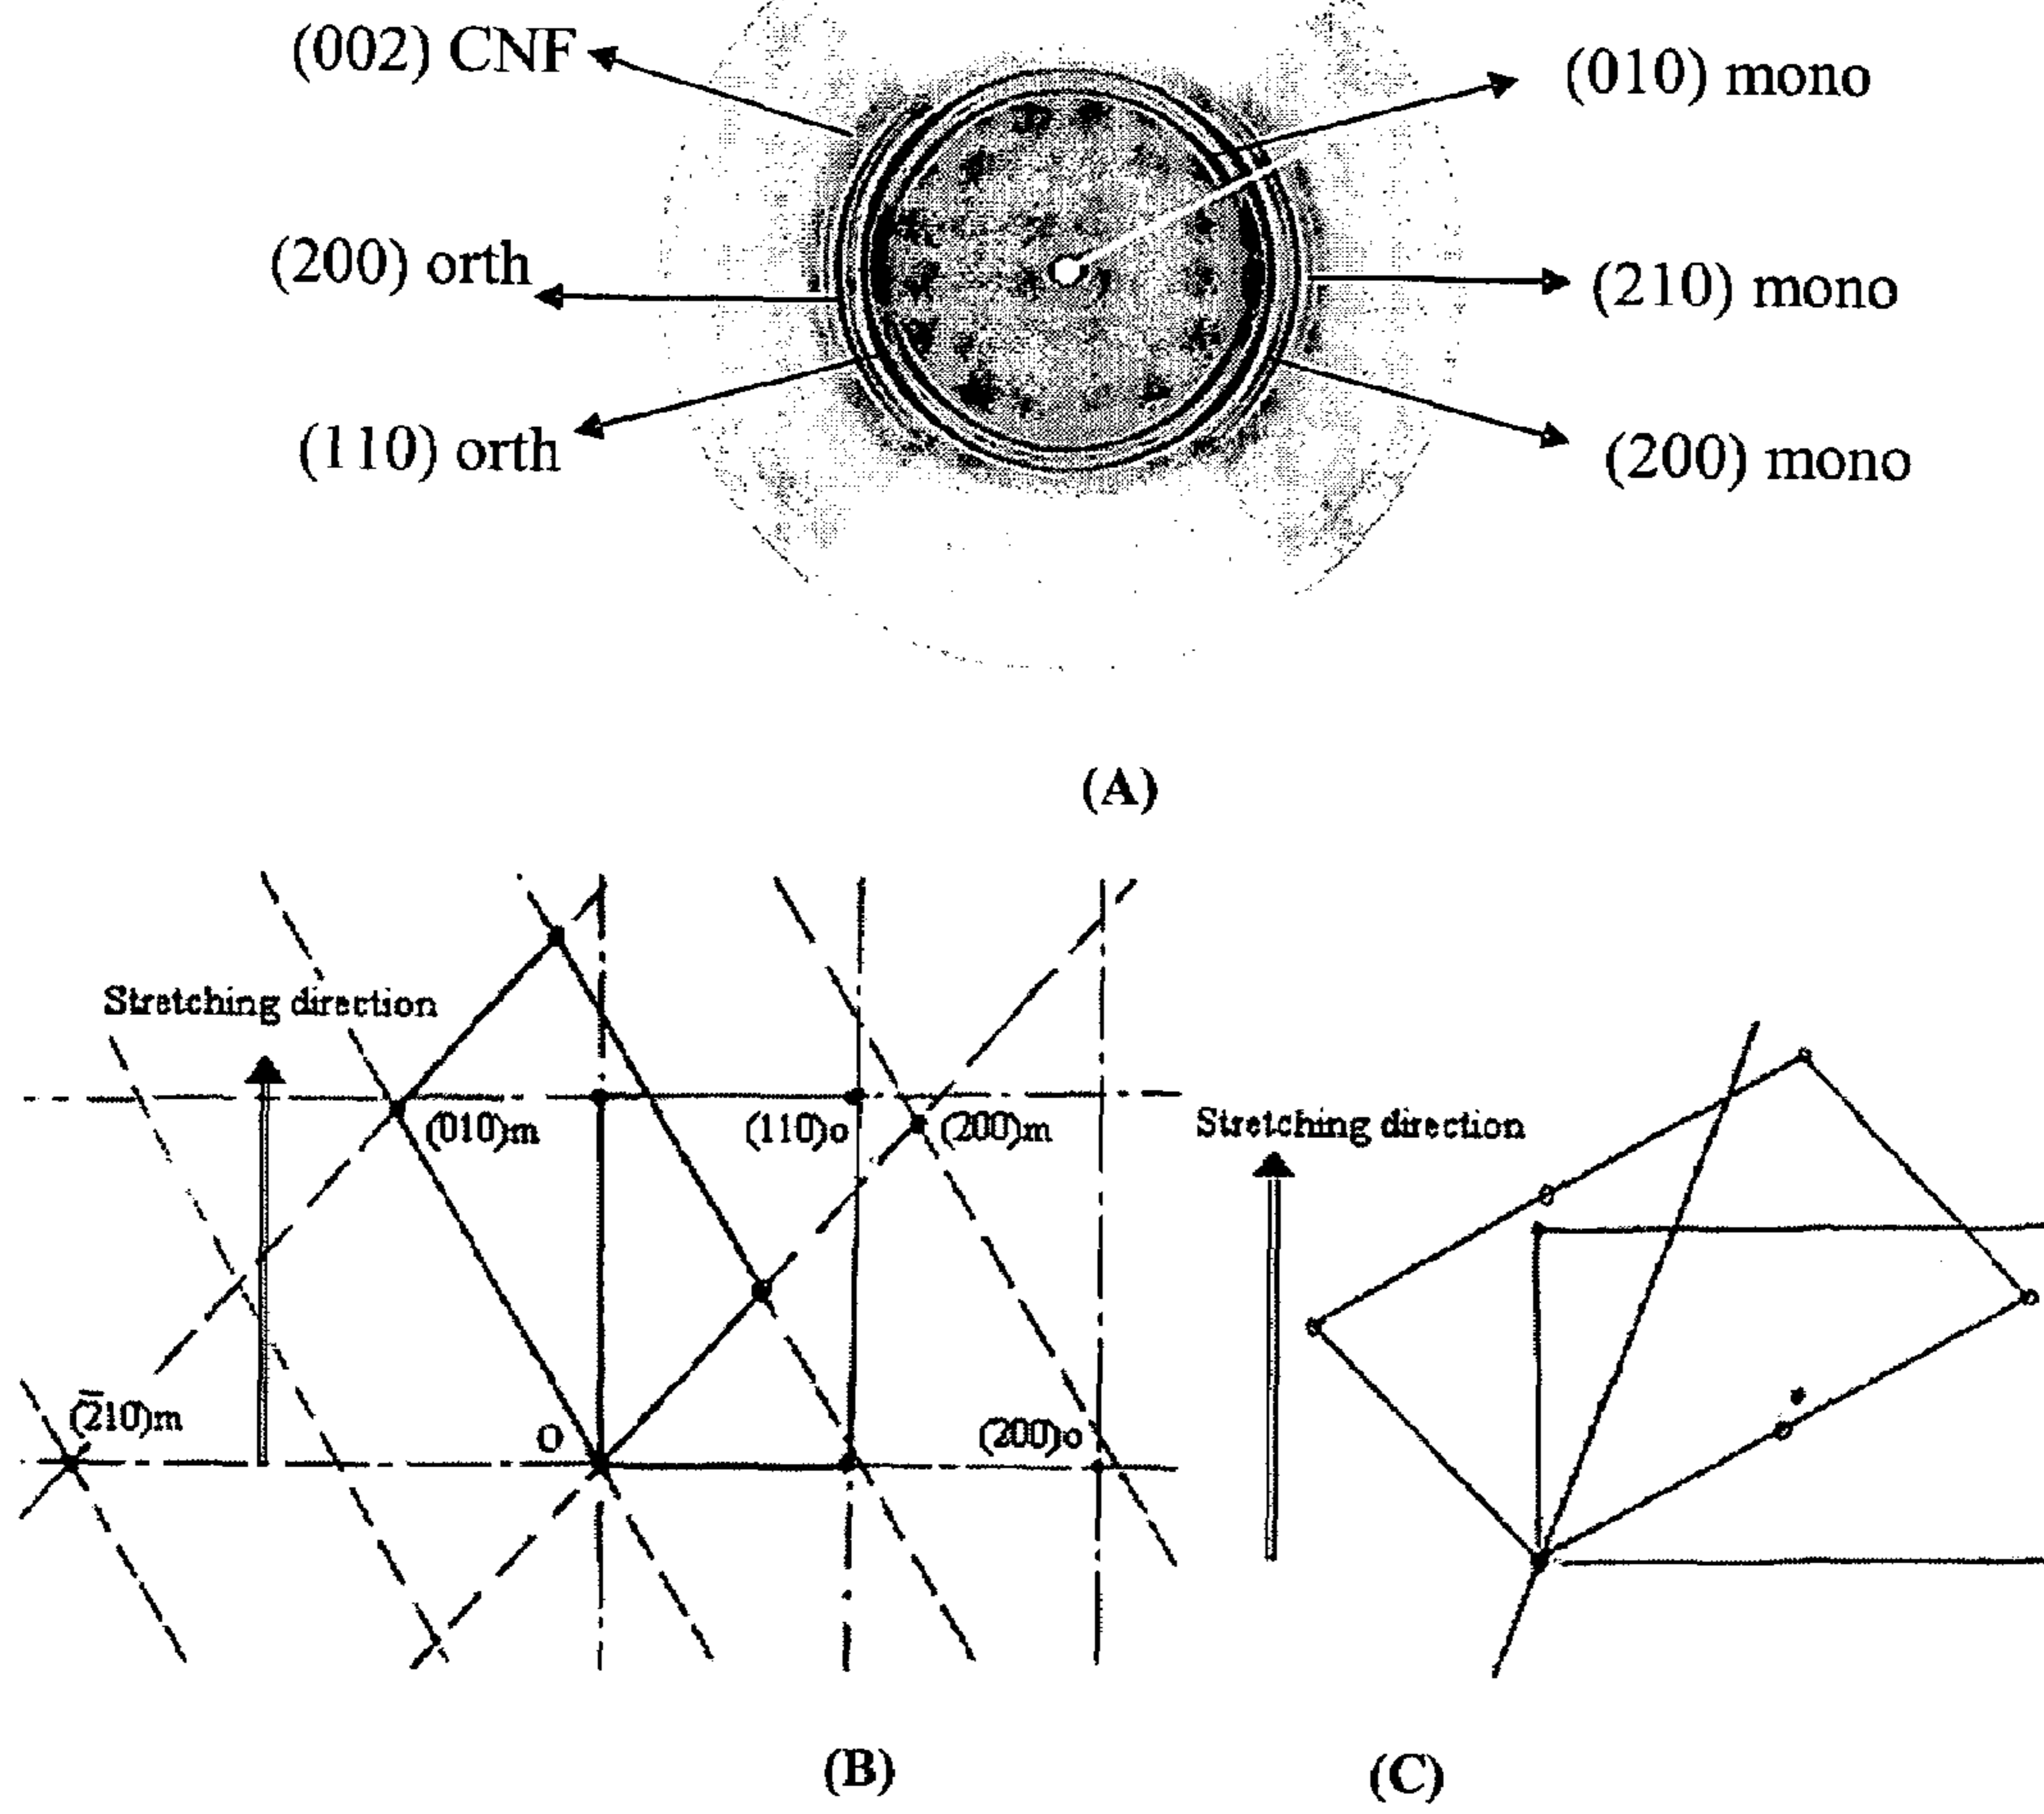 (002) CNF
(010) mono
(200) orth
(210) mono
(110) orth
(200) mono
(A)
Stretching direction
(010)m
(110)o
(200)m
(2̅10)m
O
(200)o
Stretching direction
(B)
(C)